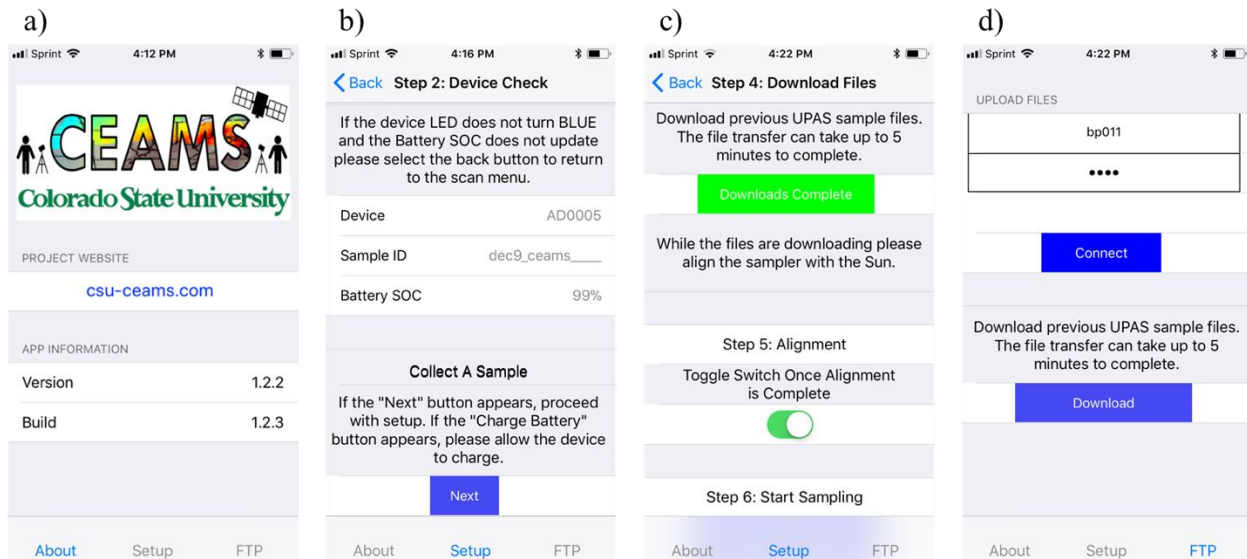 a)
Sprint 4:12 PM
CEAMS
Colorado State University
PROJECT WEBSITE
csu-ceams.com
APP INFORMATION
Version 1.2.2
Build 1.2.3
About Setup FTP
b)
Sprint 4:16 PM
Back Step 2: Device Check
If the device LED does not turn BLUE
and the Battery SOC does not update
please select the back button to return
to the scan menu.
Device AD0005
Sample ID dec9_ceams____
Battery SOC 99%
Collect A Sample
If the "Next" button appears, proceed
with setup. If the "Charge Battery"
button appears, please allow the device
to charge.
Next
About Setup FTP
c)
Sprint 4:22 PM
Back Step 4: Download Files
Download previous UPAS sample files.
The file transfer can take up to 5
minutes to complete.
Downloads Complete
While the files are downloading please
align the sampler with the Sun.
Step 5: Alignment
Toggle Switch Once Alignment
is Complete
Step 6: Start Sampling
About Setup FTP
d)
Sprint 4:22 PM
UPLOAD FILES
bp011
••••
Connect
Download previous UPAS sample files.
The file transfer can take up to 5
minutes to complete.
Download
About Setup FTP